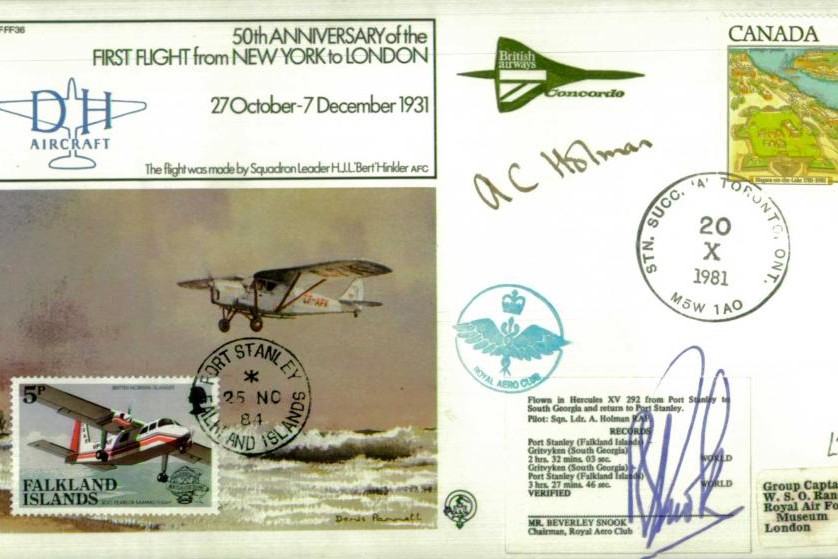 FFF36
50th ANNIVERSARY of the
FIRST FLIGHT from NEW YORK to LONDON
27 October-7 December 1931
DH
AIRCRAFT
The flight was made by Squadron Leader H.J.L.'Bert' Hinkler AFC
British
airways
Concorde
A C Holman
CANADA
STN. SUCC. 'A' TORONTO, ONT.
20
X
1981
M5W 1A0
ROYAL AERO CLUB
PORT STANLEY
25 NO
84
FALKLAND ISLANDS
5p
FALKLAND
ISLANDS
Flown in Hercules XV 292 from Port Stanley to
South Georgia and return to Port Stanley.
Pilot: Sqn. Ldr. A. Holman RAF
RECORDS
Port Stanley (Falkland Islands) -
Gritvyken (South Georgia)
2 hrs. 32 mins. 03 sec. WORLD
Gritvyken (South Georgia) -
Port Stanley (Falkland Islands)
3 hrs. 27 mins. 46 sec. WORLD
VERIFIED
MR. BEVERLEY SNOOK
Chairman, Royal Aero Club
B Snook
Group Capta
W. S. O. Ran
Royal Air Fo
Museum
London
Denis Pannett